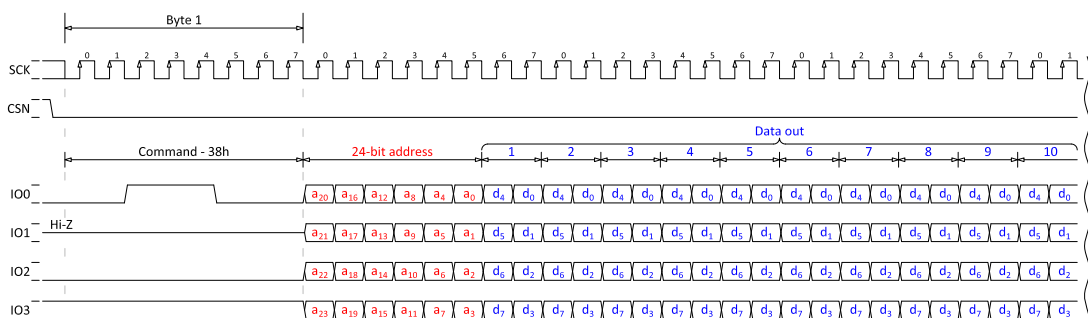 Byte 1
0 1 2 3 4 5 6 7 0 1 2 3 4 5 6 7 0 1 2 3 4 5 6 7 0 1 2 3 4 5 6 7 0 1
SCK
CSN
Data out
Command - 38h 24-bit address 1 2 3 4 5 6 7 8 9 10
IO0 a20 a16 a12 a8 a4 a0 d4 d0 d4 d0 d4 d0 d4 d0 d4 d0 d4 d0 d4 d0 d4 d0 d4 d0 d4 d0
Hi-Z
IO1 a21 a17 a13 a9 a5 a1 d5 d1 d5 d1 d5 d1 d5 d1 d5 d1 d5 d1 d5 d1 d5 d1 d5 d1 d5 d1
IO2 a22 a18 a14 a10 a6 a2 d6 d2 d6 d2 d6 d2 d6 d2 d6 d2 d6 d2 d6 d2 d6 d2 d6 d2 d6 d2
IO3 a23 a19 a15 a11 a7 a3 d7 d3 d7 d3 d7 d3 d7 d3 d7 d3 d7 d3 d7 d3 d7 d3 d7 d3 d7 d3